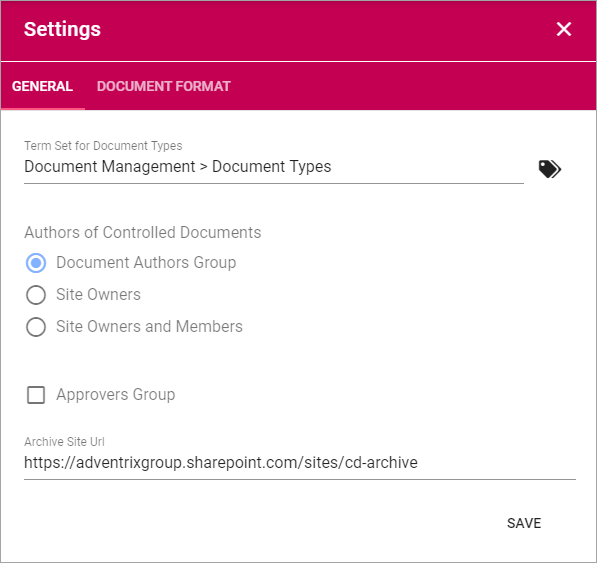 Settings
GENERAL DOCUMENT FORMAT
Term Set for Document Types
Document Management > Document Types
Authors of Controlled Documents
Document Authors Group
Site Owners
Site Owners and Members
Approvers Group
Archive Site Url
https://adventrixgroup.sharepoint.com/sites/cd-archive
SAVE